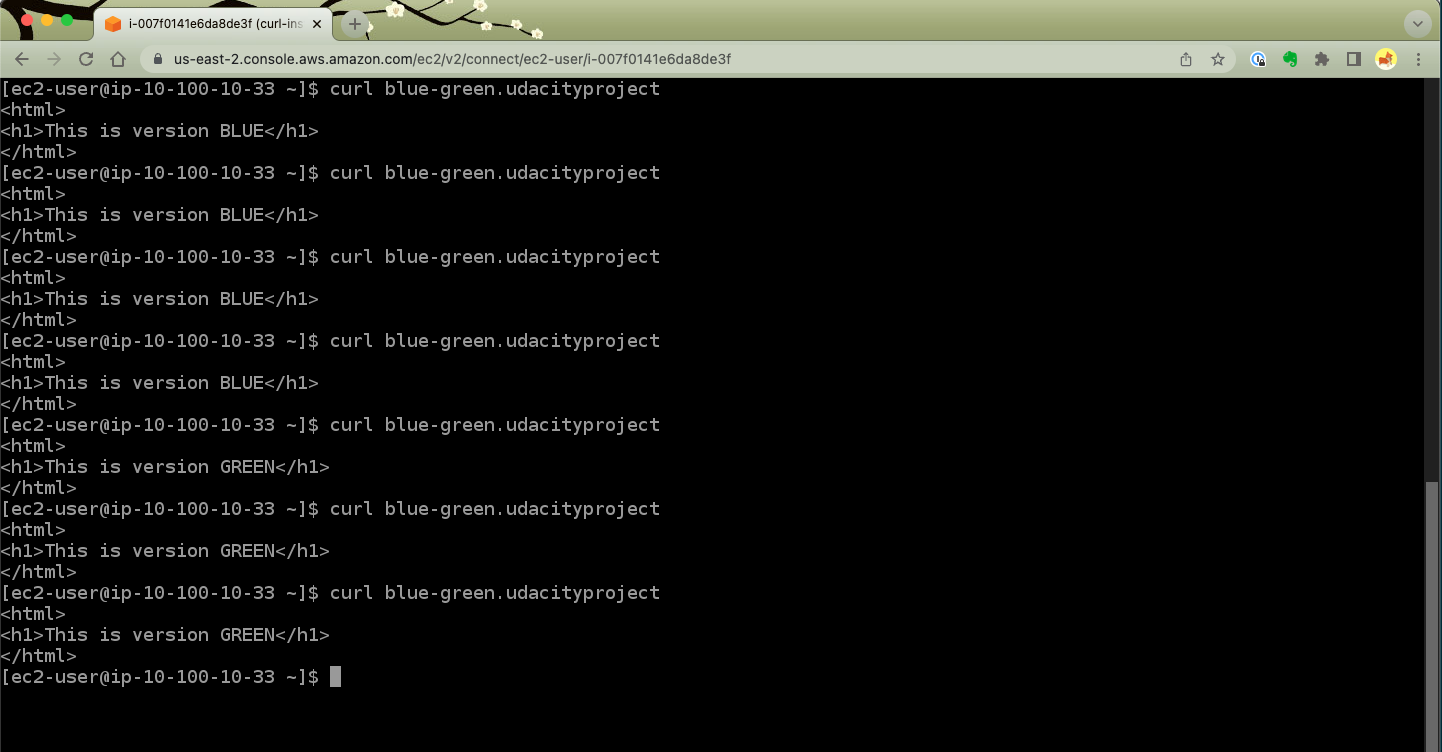 i-007f0141e6da8de3f (curl-ins
us-east-2.console.aws.amazon.com/ec2/v2/connect/ec2-user/i-007f0141e6da8de3f
[ec2-user@ip-10-100-10-33 ~]$ curl blue-green.udacityproject
<html>
<h1>This is version BLUE</h1>
</html>
[ec2-user@ip-10-100-10-33 ~]$ curl blue-green.udacityproject
<html>
<h1>This is version BLUE</h1>
</html>
[ec2-user@ip-10-100-10-33 ~]$ curl blue-green.udacityproject
<html>
<h1>This is version BLUE</h1>
</html>
[ec2-user@ip-10-100-10-33 ~]$ curl blue-green.udacityproject
<html>
<h1>This is version BLUE</h1>
</html>
[ec2-user@ip-10-100-10-33 ~]$ curl blue-green.udacityproject
<html>
<h1>This is version GREEN</h1>
</html>
[ec2-user@ip-10-100-10-33 ~]$ curl blue-green.udacityproject
<html>
<h1>This is version GREEN</h1>
</html>
[ec2-user@ip-10-100-10-33 ~]$ curl blue-green.udacityproject
<html>
<h1>This is version GREEN</h1>
</html>
[ec2-user@ip-10-100-10-33 ~]$